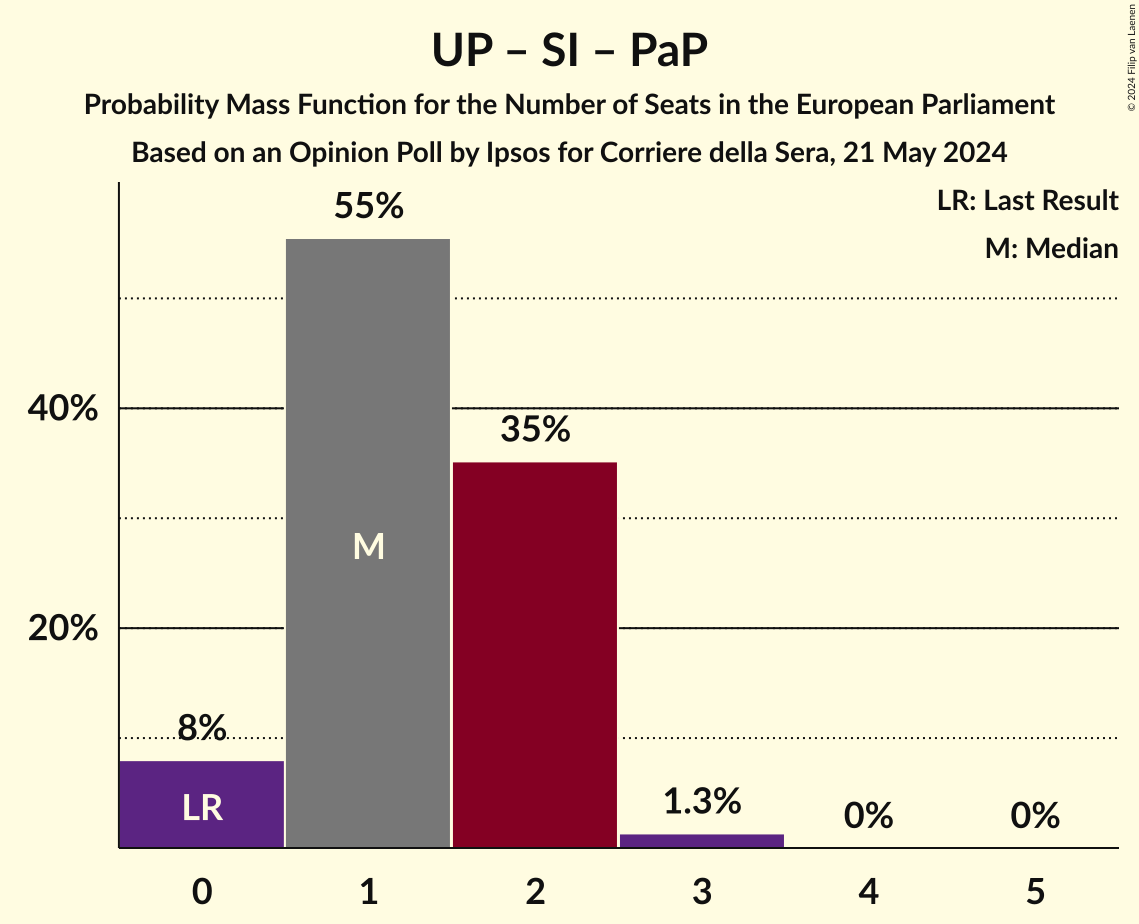 UP – SI – PaP
Probability Mass Function for the Number of Seats in the European Parliament
Based on an Opinion Poll by Ipsos for Corriere della Sera, 21 May 2024
© 2024 Filip van Laenen
LR: Last Result
M: Median
55%
40%
35%
M
20%
8%
LR
1.3%
0%
0%
0 1 2 3 4 5